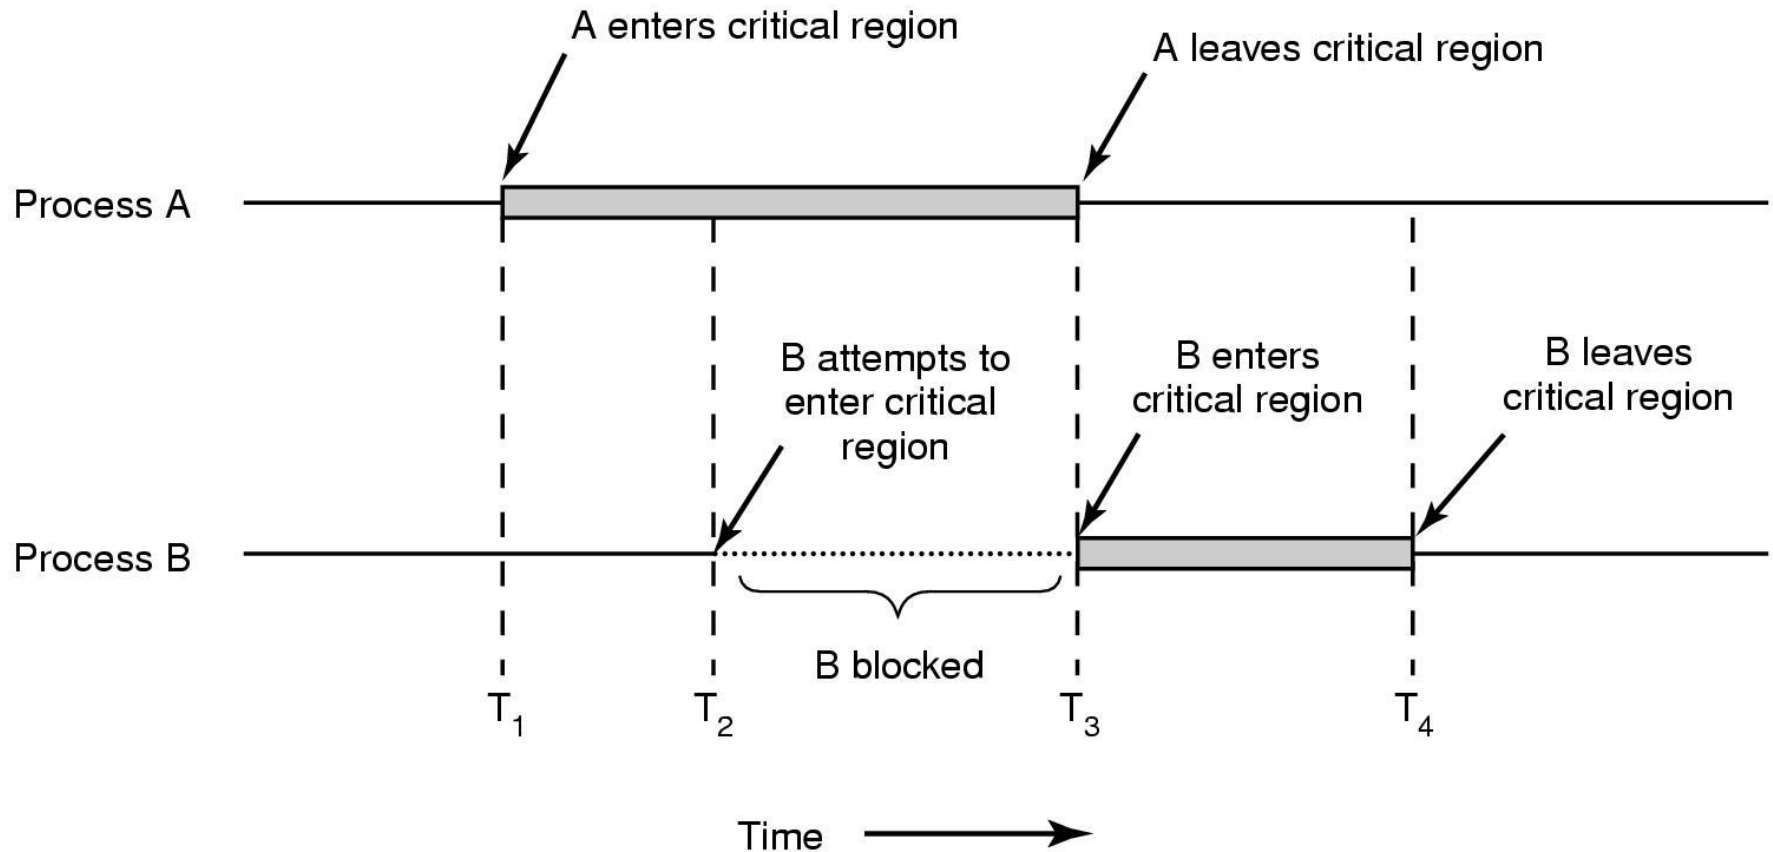 A enters critical region
A leaves critical region
Process A
B attempts to
enter critical
region
B enters
critical region
B leaves
critical region
Process B
B blocked
T1
T2
T3
T4
Time